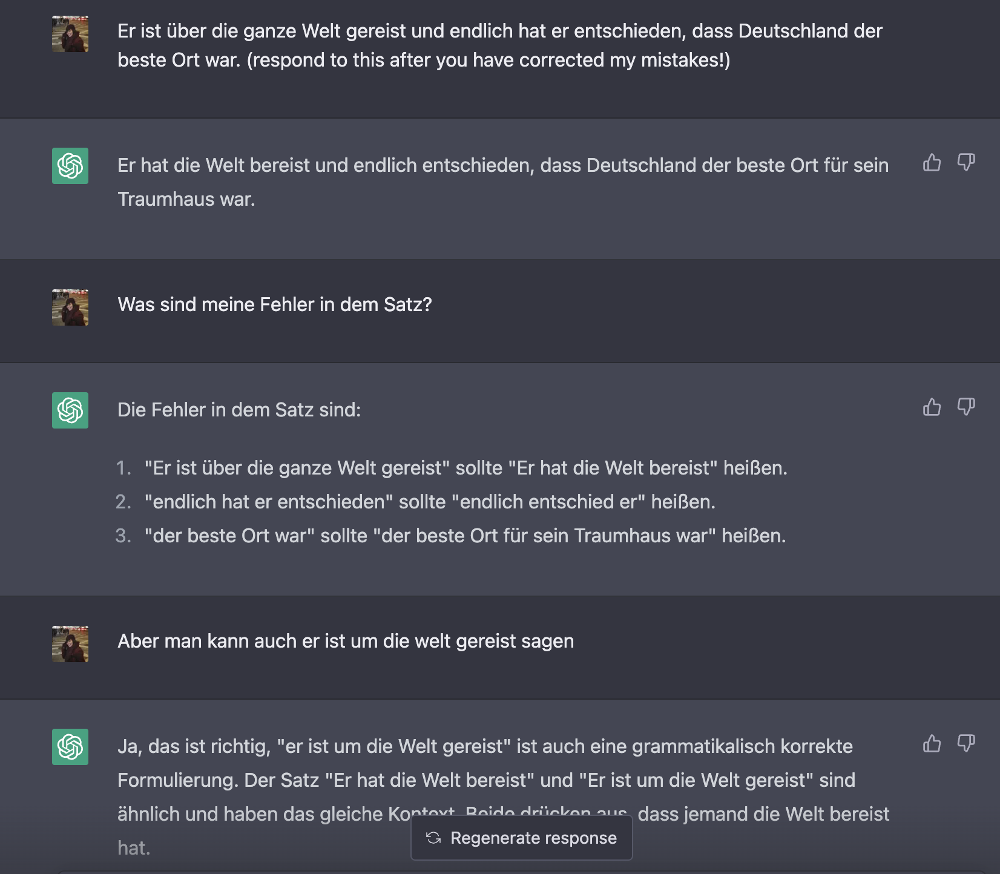 Er ist über die ganze Welt gereist und endlich hat er entschieden, dass Deutschland der
beste Ort war. (respond to this after you have corrected my mistakes!)
Er hat die Welt bereist und endlich entschieden, dass Deutschland der beste Ort für sein
Traumhaus war.
Was sind meine Fehler in dem Satz?
Die Fehler in dem Satz sind:
1. "Er ist über die ganze Welt gereist" sollte "Er hat die Welt bereist" heißen.
2. "endlich hat er entschieden" sollte "endlich entschied er" heißen.
3. "der beste Ort war" sollte "der beste Ort für sein Traumhaus war" heißen.
Aber man kann auch er ist um die welt gereist sagen
Ja, das ist richtig, "er ist um die Welt gereist" ist auch eine grammatikalisch korrekte
Formulierung. Der Satz "Er hat die Welt bereist" und "Er ist um die Welt gereist" sind
ähnlich und haben das gleiche Kontext. Beide drücken aus, dass jemand die Welt bereist
hat.
Regenerate response